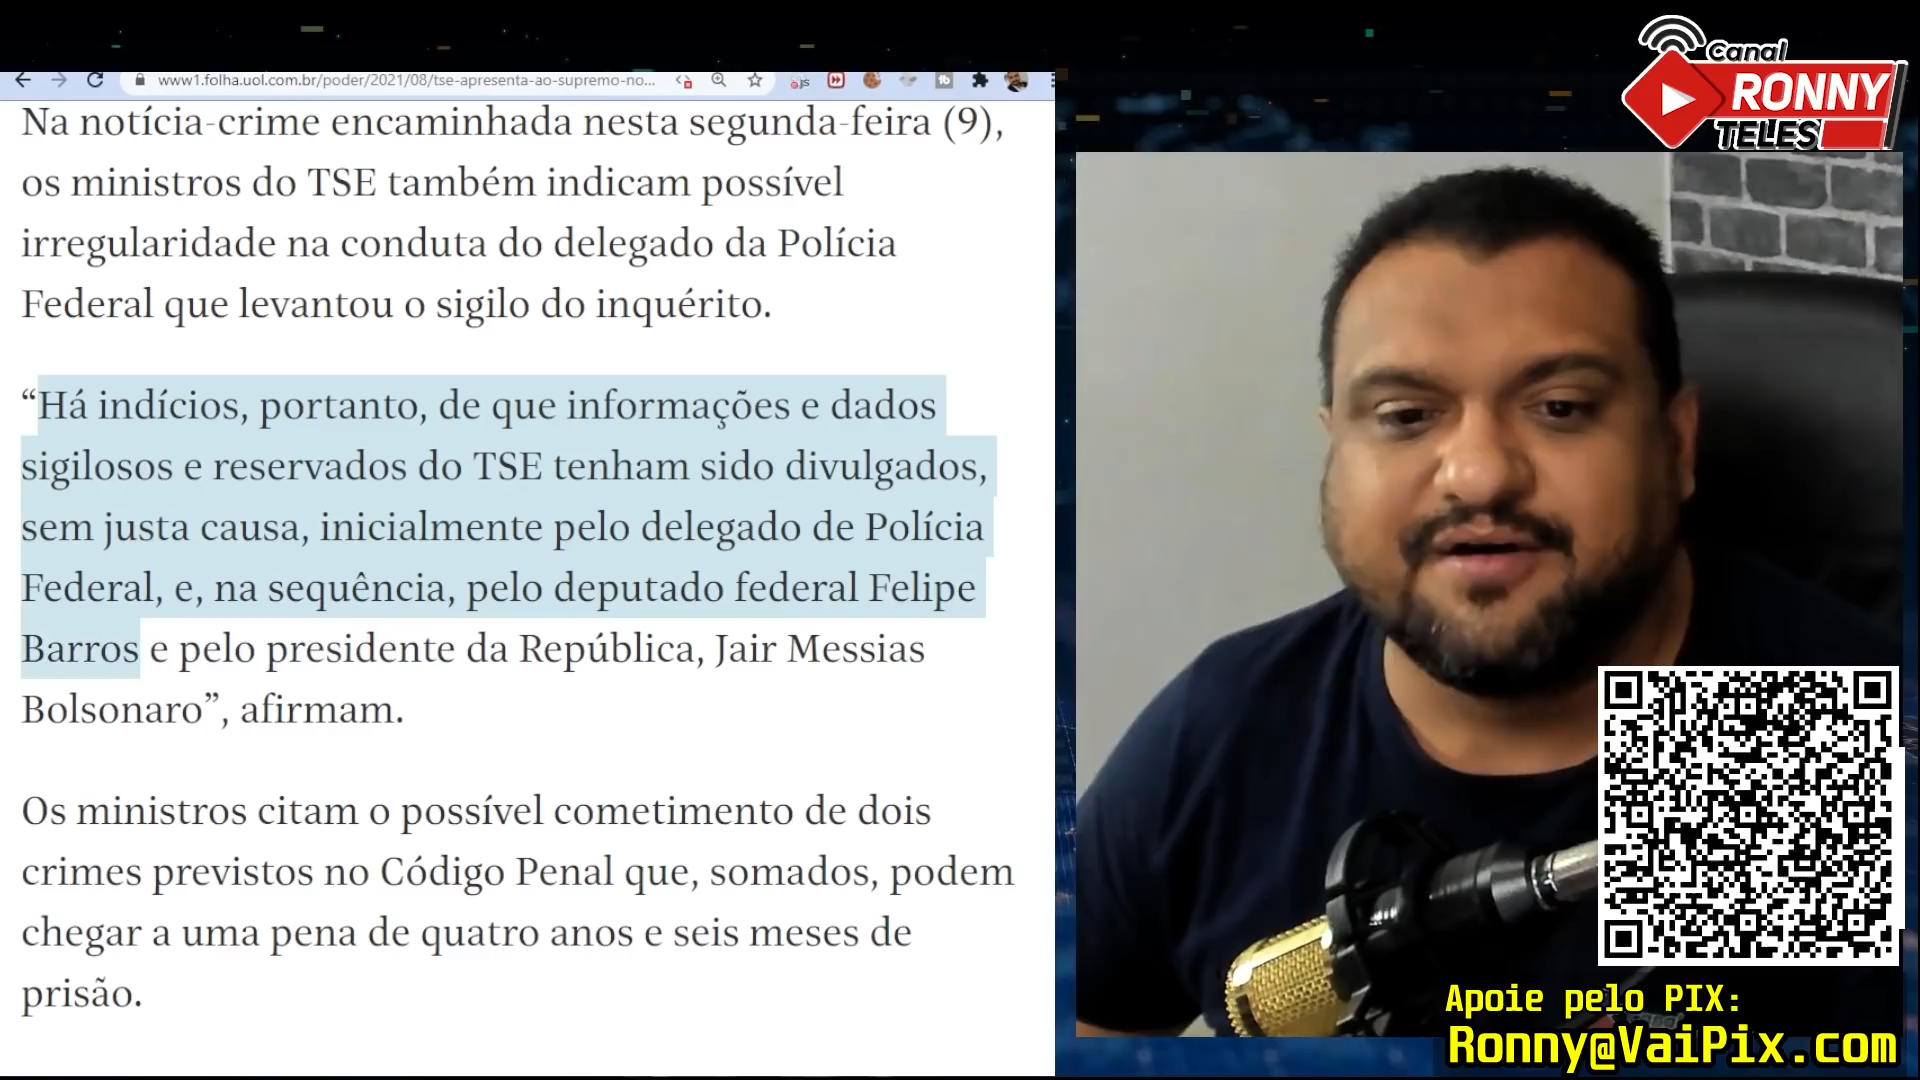 www1.folha.uol.com.br/poder/2021/08/tse-apresenta-ao-supremo-no...
Na notícia-crime encaminhada nesta segunda-feira (9),
os ministros do TSE também indicam possível
irregularidade na conduta do delegado da Polícia
Federal que levantou o sigilo do inquérito.
“Há indícios, portanto, de que informações e dados
sigilosos e reservados do TSE tenham sido divulgados,
sem justa causa, inicialmente pelo delegado de Polícia
Federal, e, na sequência, pelo deputado federal Felipe
Barros e pelo presidente da República, Jair Messias
Bolsonaro”, afirmam.
Os ministros citam o possível cometimento de dois
crimes previstos no Código Penal que, somados, podem
chegar a uma pena de quatro anos e seis meses de
prisão.
Canal
RONNY
TELES
Apoie pelo PIX:
Ronny@VaiPix.com